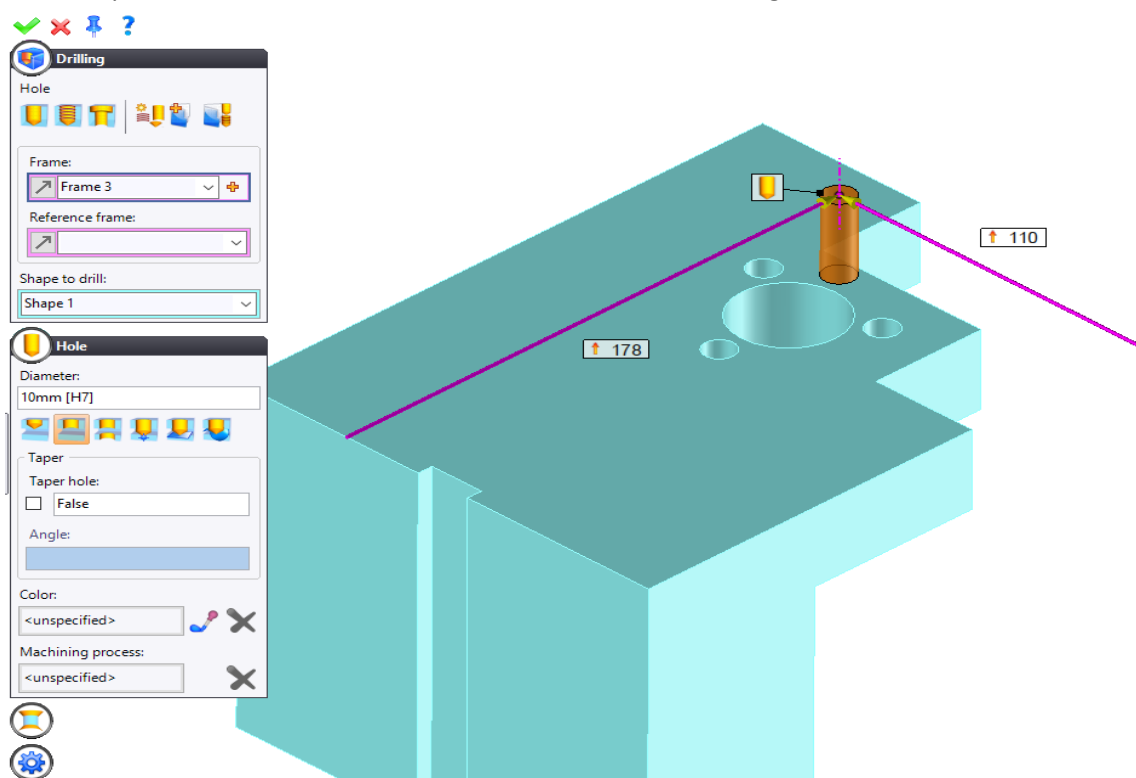 ?
Drilling
Hole
Frame:
Frame 3
Reference frame:
Shape to drill:
Shape 1
Hole
Diameter:
10mm [H7]
Taper
Taper hole:
False
Angle:
Color:
<unspecified>
Machining process:
<unspecified>
110
178